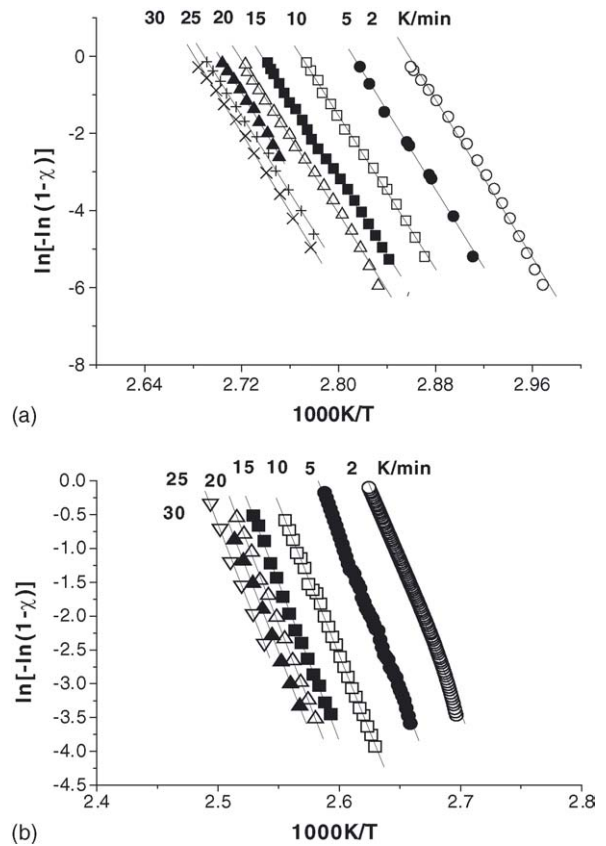 30 25 20 15 10 5 2 K/min
0
-2
-4
-6
-8
ln[-ln(1-χ)]
2.64 2.72 2.80 2.88 2.96
1000K/T
(a)
25 20 15 10 5 2 K/min
30
0.0
-0.5
-1.0
-1.5
-2.0
-2.5
-3.0
-3.5
-4.0
-4.5
ln[-ln(1-χ)]
2.4 2.5 2.6 2.7 2.8
1000K/T
(b)